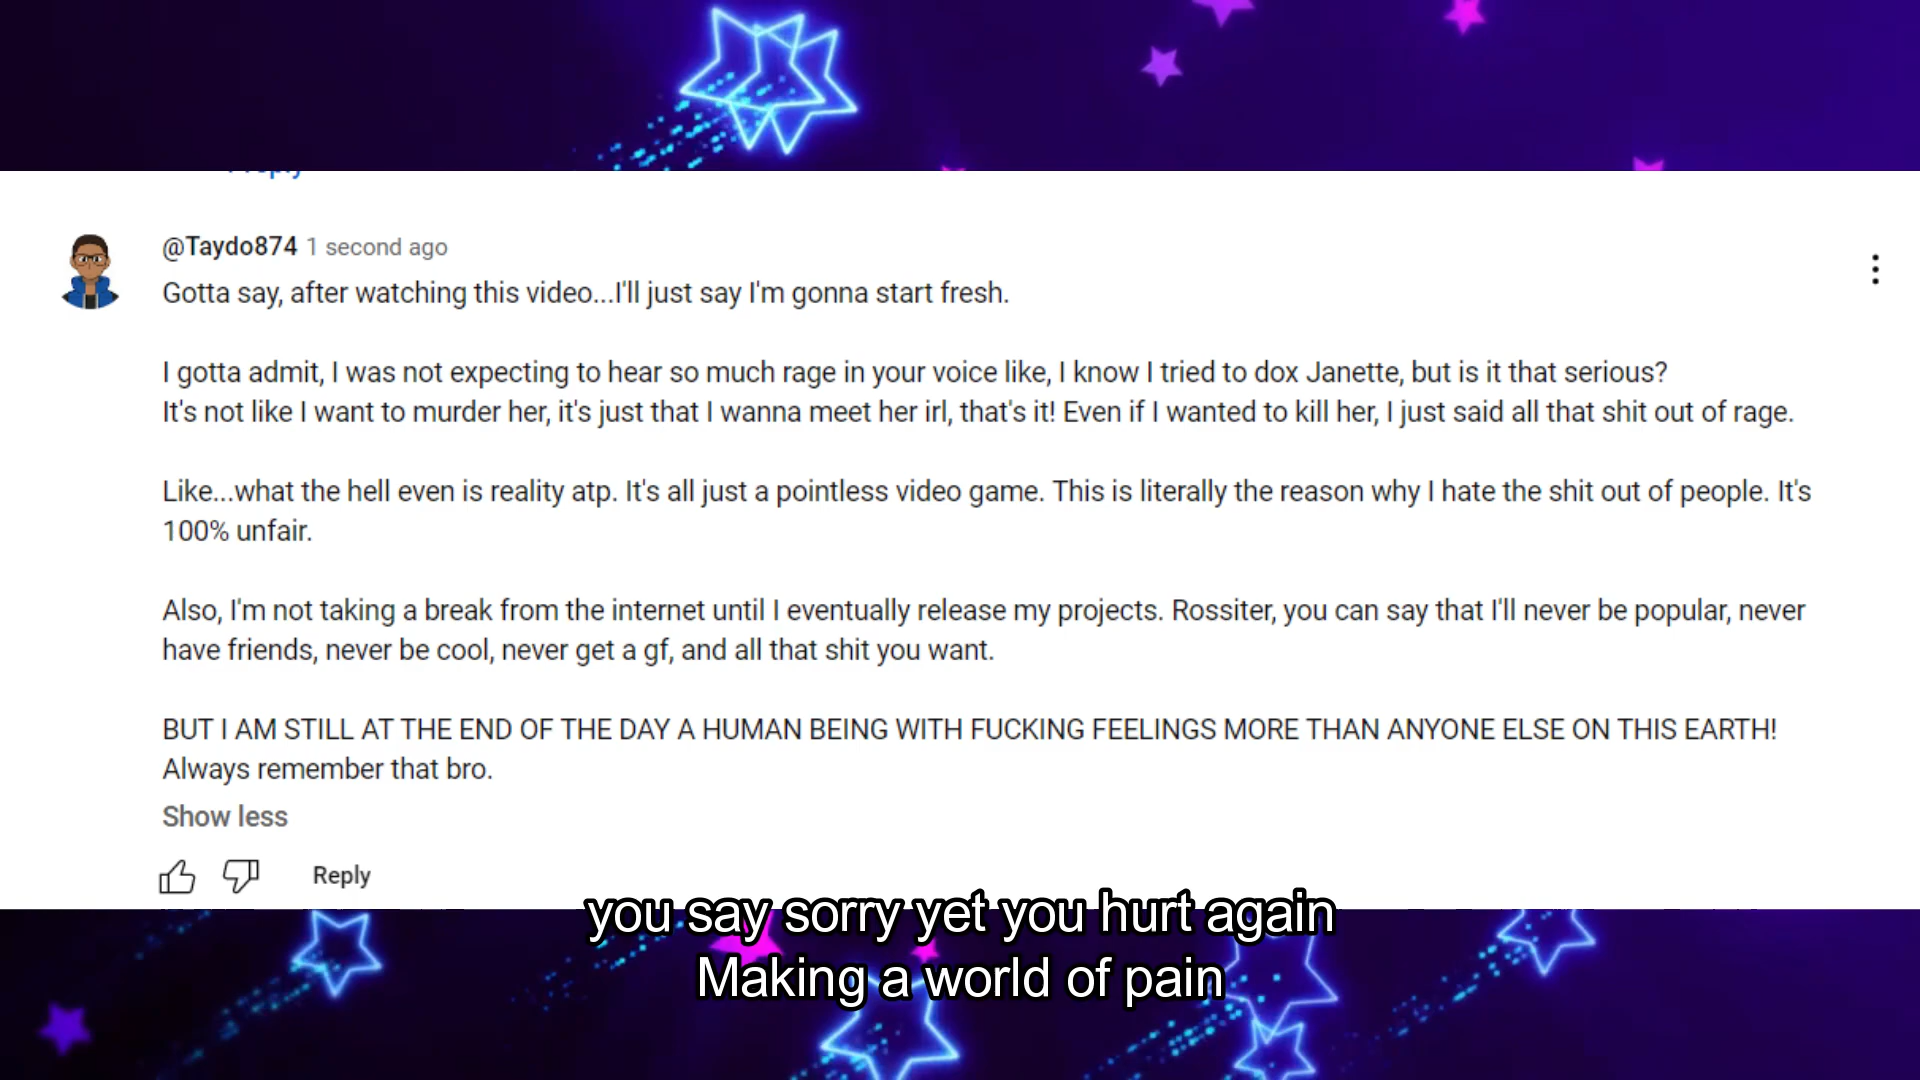 @Taydo874 1 second ago
Gotta say, after watching this video...I'll just say I'm gonna start fresh.
I gotta admit, I was not expecting to hear so much rage in your voice like, I know I tried to dox Janette, but is it that serious?
It's not like I want to murder her, it's just that I wanna meet her irl, that's it! Even if I wanted to kill her, I just said all that shit out of rage.
Like...what the hell even is reality atp. It's all just a pointless video game. This is literally the reason why I hate the shit out of people. It's
100% unfair.
Also, I'm not taking a break from the internet until I eventually release my projects. Rossiter, you can say that I'll never be popular, never
have friends, never be cool, never get a gf, and all that shit you want.
BUT I AM STILL AT THE END OF THE DAY A HUMAN BEING WITH FUCKING FEELINGS MORE THAN ANYONE ELSE ON THIS EARTH!
Always remember that bro.
Show less
Reply
you say sorry yet you hurt again
Making a world of pain